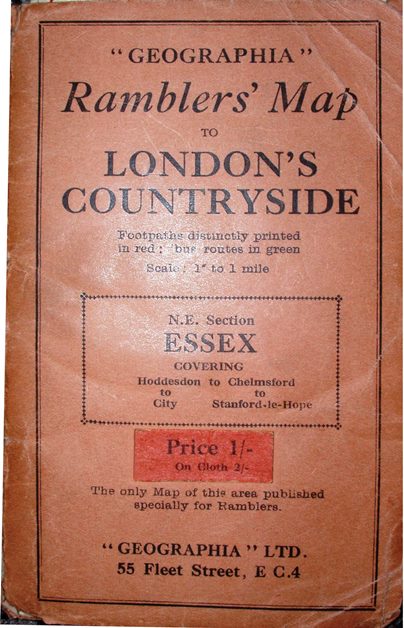 "GEOGRAPHIA"
Ramblers' Map
TO
LONDON'S
COUNTRYSIDE
Footpaths distinctly printed
in red; bus routes in green
Scale: 1" to 1 mile
N.E. Section
ESSEX
COVERING
Hoddesdon to Chelmsford
to to
City Stanford-le-Hope
Price 1/-
On Cloth 2/-
The only Map of this area published
specially for Ramblers.
"GEOGRAPHIA" LTD.
55 Fleet Street, E C.4